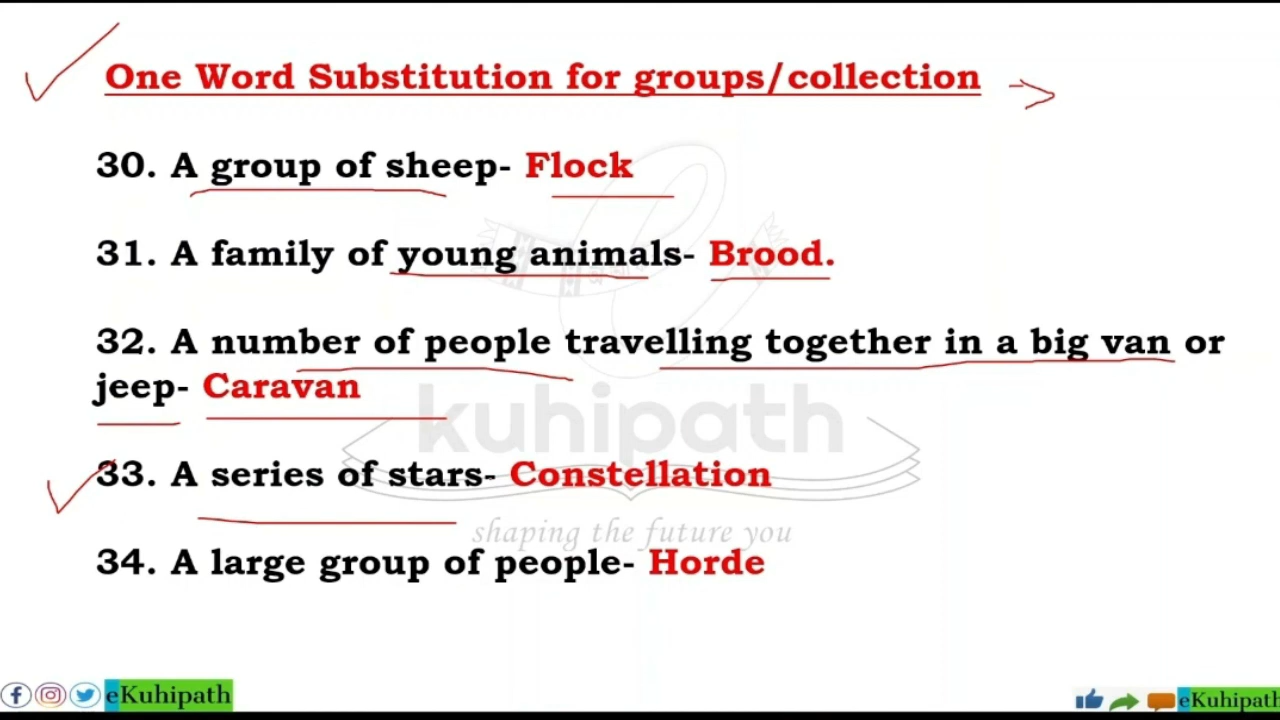 One Word Substitution for groups/collection
30. A group of sheep- Flock
31. A family of young animals- Brood.
32. A number of people travelling together in a big van or
jeep- Caravan
kuhipath
33. A series of stars- Constellation
shaping the future you
34. A large group of people- Horde
eKuhipath
eKuhipath